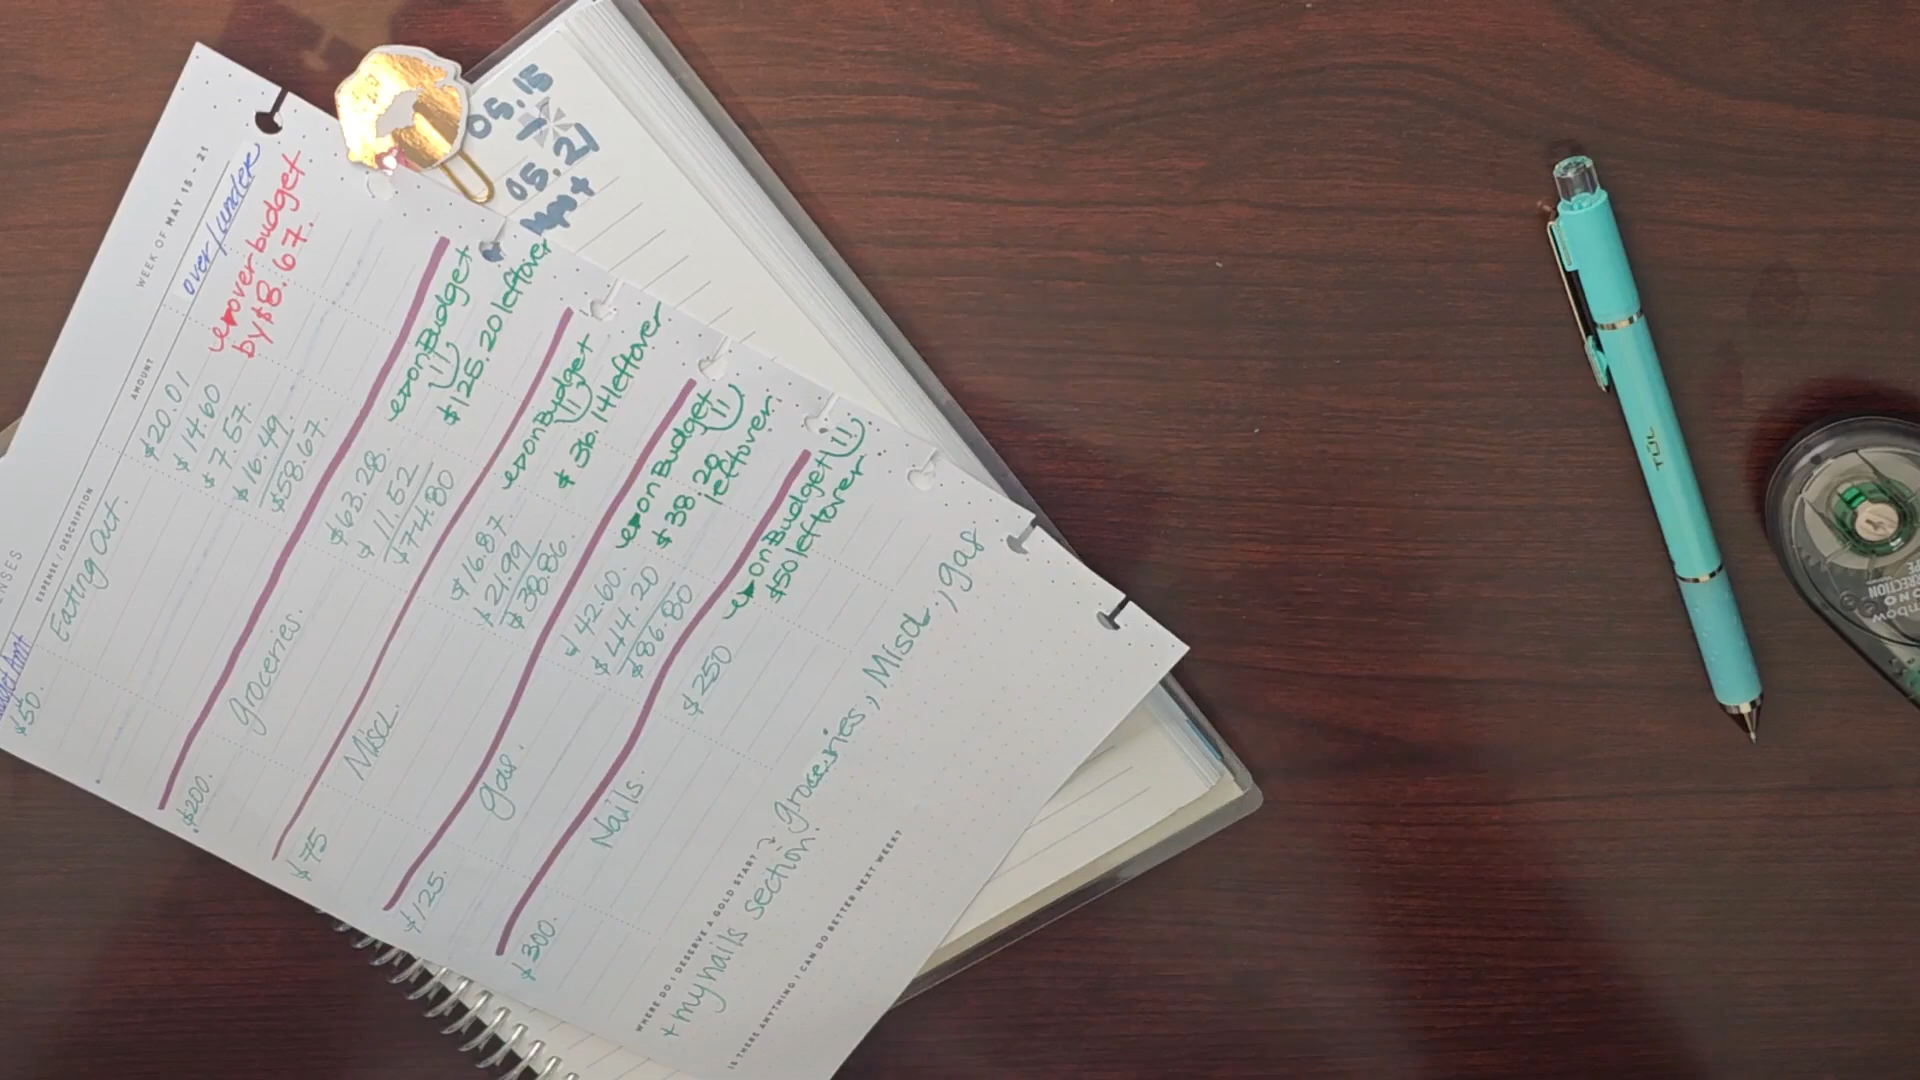 WEEK OF MAY 15 - 21
ENSES
EXPENSE / DESCRIPTION
AMOUNT
over/under
$50.
Eating Out.
$20.01
$14.60
$7.57.
$16.49.
$58.67.
over budget
by $8.67.
$200.
groceries.
$63.28
$11.52
$74.80
on Budget
$125.20 leftover
$75
Miscl.
$16.87
$21.99
$38.86
on Budget
$36.14 leftover
$125.
gas.
$42.60.
$44.20
$86.80
on Budget
$38.20
leftover.
$300.
Nails.
$250
on Budget
$50 leftover
WHERE DO I DESERVE A GOLD STAR?
groceries, Miscl., gas
+ my nails section.
IS THERE ANYTHING I CAN DO BETTER NEXT WEEK?
05.15
-
05.21
TUL
MONO
CORRECTION